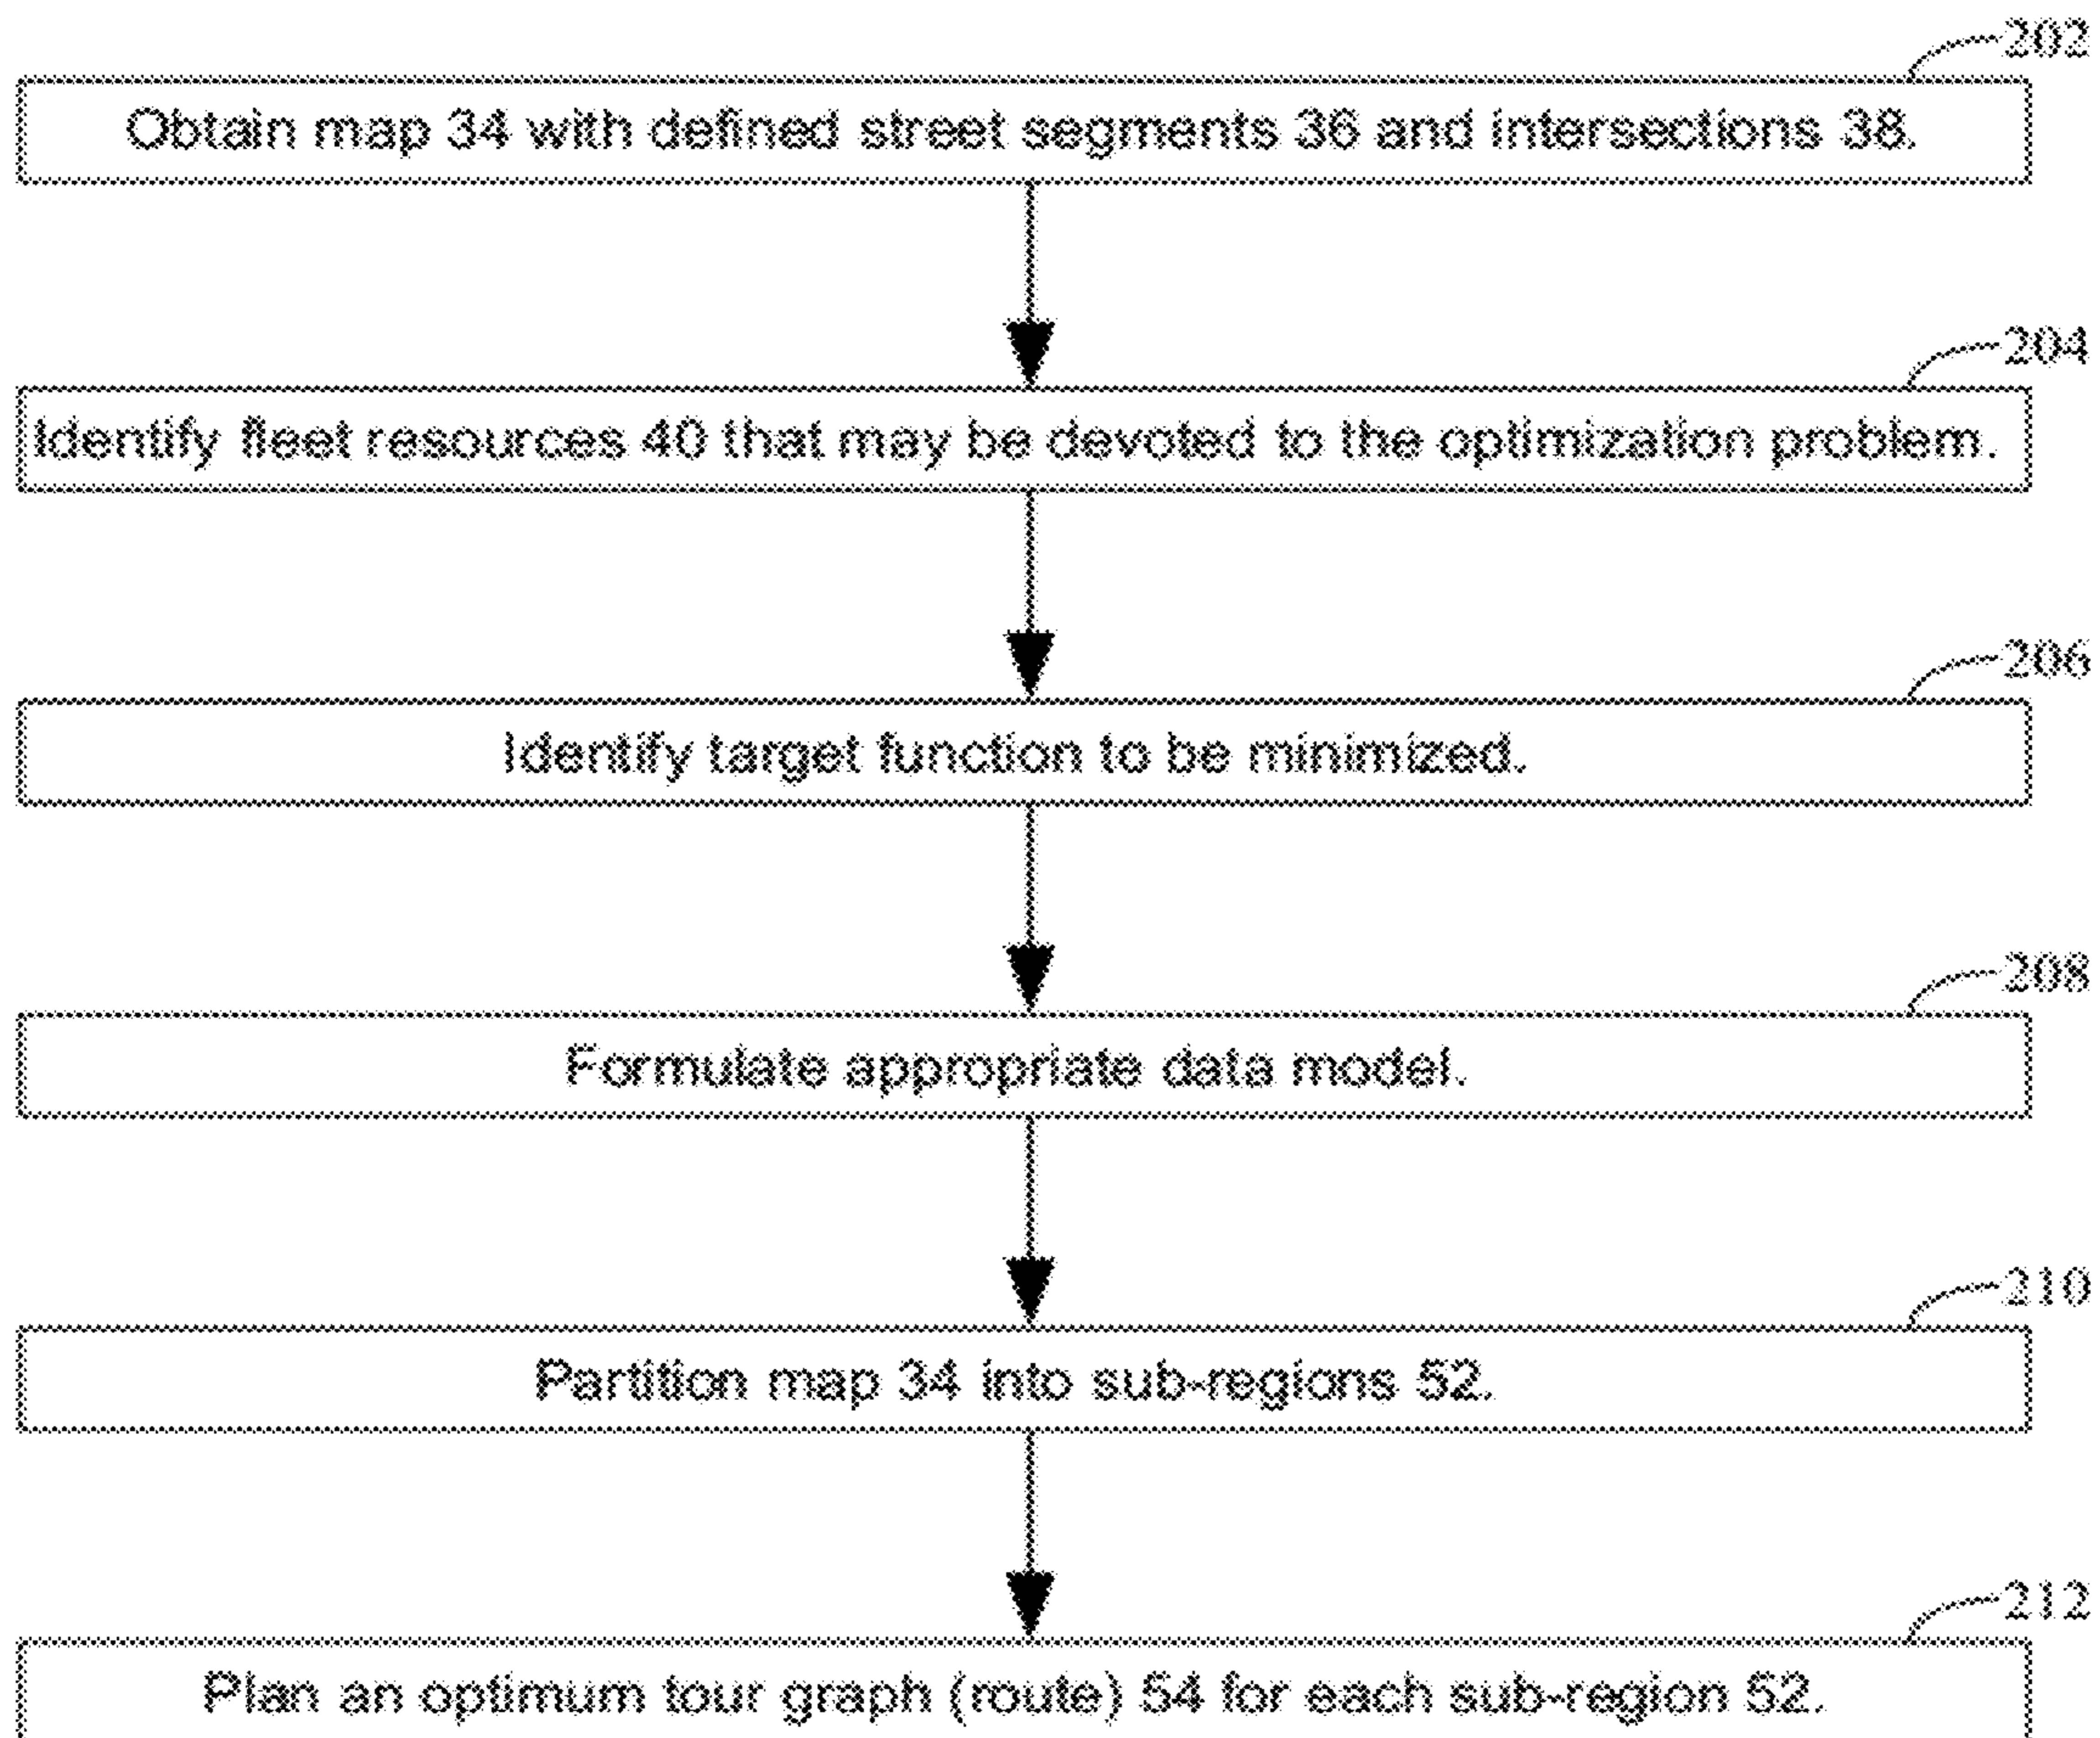 202
Obtain map 34 with defined street segments 36 and intersections 38.
204
Identify fleet resources 40 that may be devoted to the optimization problem.
206
Identify target function to be minimized.
208
Formulate appropriate data model.
210
Partition map 34 into sub-regions 52.
212
Plan an optimum tour graph (route) 54 for each sub-region 52.